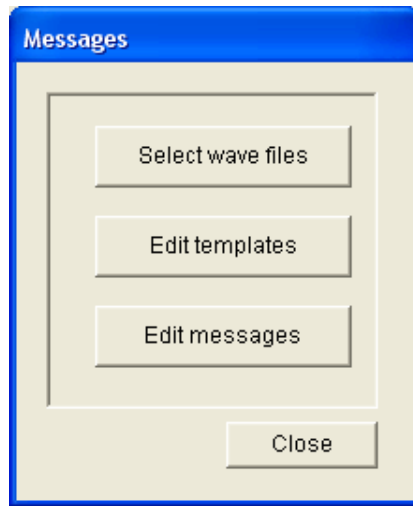 Messages
Select wave files
Edit templates
Edit messages
Close